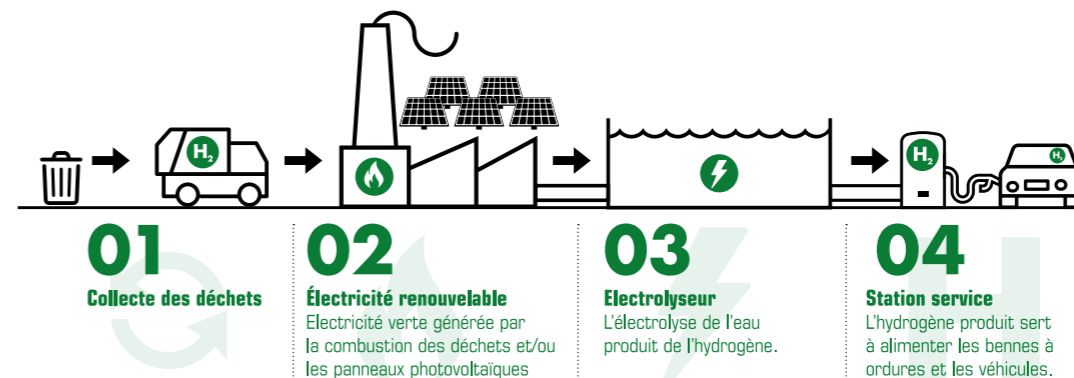 H₂
H₂
H₂
01
Collecte des déchets
02
Électricité renouvelable
Electricité verte générée par
la combustion des déchets et/ou
les panneaux photovoltaïques
03
Electrolyseur
L'électrolyse de l'eau
produit de l'hydrogène.
04
Station service
L'hydrogène produit sert
à alimenter les bennes à
ordures et les véhicules.
H